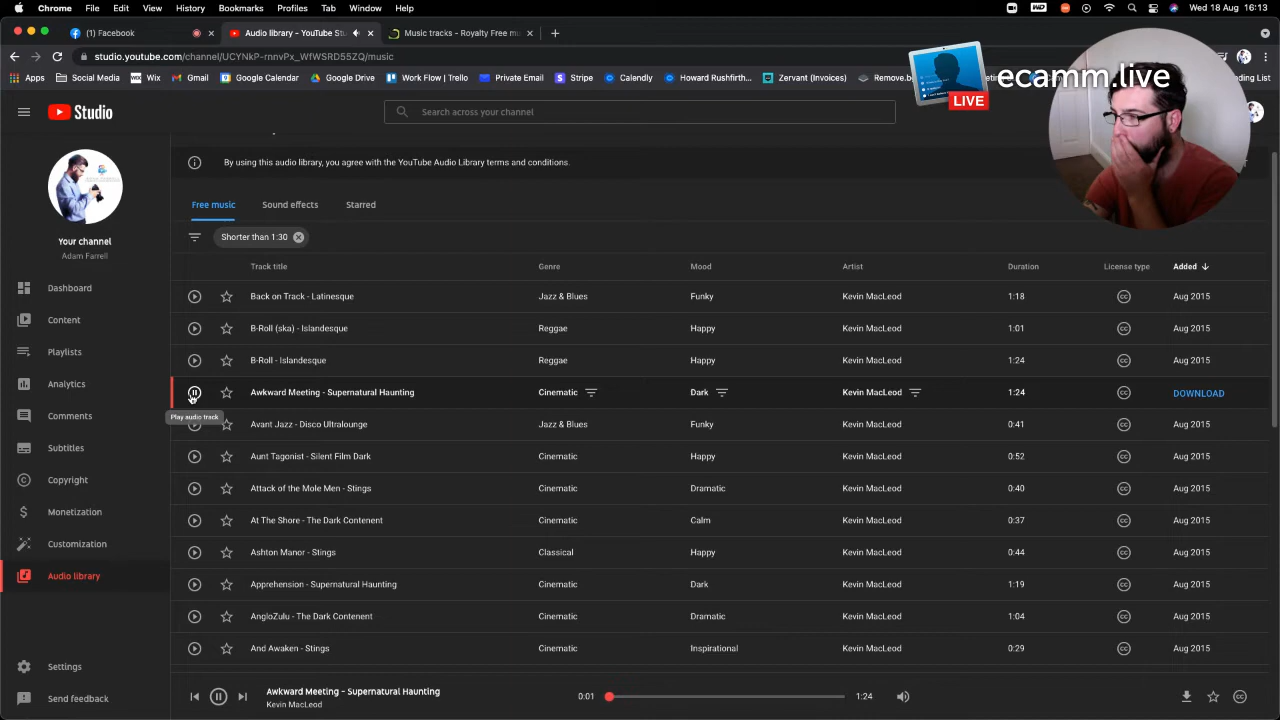 Chrome File Edit View History Bookmarks Profiles Tab Window Help Wed 18 Aug 16:13
Facebook Audio library - YouTube Stu Music tracks - Royalty Free mu
studio.youtube.com/channel/UCYNkP-rnnvPx_WfWSRD55ZQ/music
Apps Social Media Wix Gmail Google Calendar Google Drive Work Flow | Trello Private Email Stripe Calendly Howard Rushfirth... Zervant (Invoices) Remove.b
ecamm.live
LIVE
Studio Search across your channel
By using this audio library, you agree with the YouTube Audio Library terms and conditions.
Free music Sound effects Starred
Shorter than 1:30
Your channel
Adam Farrell
Dashboard
Content
Playlists
Analytics
Comments
Subtitles
Copyright
Monetization
Customization
Audio library
Settings
Send feedback
Track title Genre Mood Artist Duration License type Added
Back on Track - Latinesque Jazz & Blues Funky Kevin MacLeod 1:18 Aug 2015
B-Roll (ska) - Islandesque Reggae Happy Kevin MacLeod 1:01 Aug 2015
B-Roll - Islandesque Reggae Happy Kevin MacLeod 1:24 Aug 2015
Awkward Meeting - Supernatural Haunting Cinematic Dark Kevin MacLeod 1:24 DOWNLOAD
Play audio track
Avant Jazz - Disco Ultralounge Jazz & Blues Funky Kevin MacLeod 0:41 Aug 2015
Aunt Tagonist - Silent Film Dark Cinematic Happy Kevin MacLeod 0:52 Aug 2015
Attack of the Mole Men - Stings Cinematic Dramatic Kevin MacLeod 0:40 Aug 2015
At The Shore - The Dark Contenent Cinematic Calm Kevin MacLeod 0:37 Aug 2015
Ashton Manor - Stings Classical Happy Kevin MacLeod 0:44 Aug 2015
Apprehension - Supernatural Haunting Cinematic Dark Kevin MacLeod 1:19 Aug 2015
AngloZulu - The Dark Contenent Cinematic Dramatic Kevin MacLeod 1:04 Aug 2015
And Awaken - Stings Cinematic Inspirational Kevin MacLeod 0:29 Aug 2015
Awkward Meeting - Supernatural Haunting 0:01 1:24
Kevin MacLeod